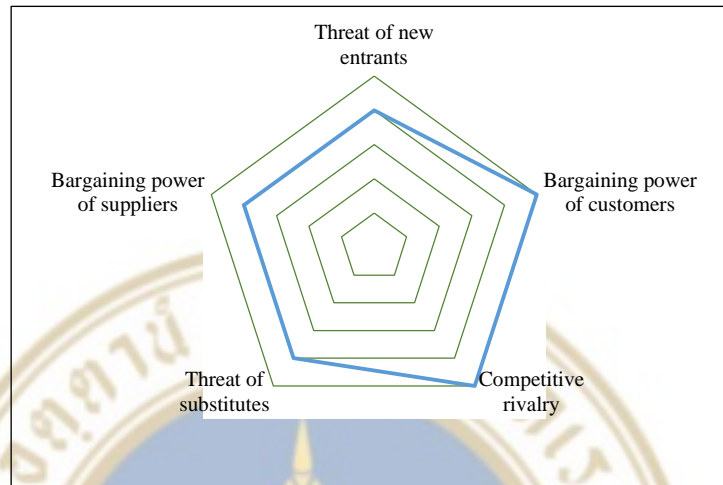 Threat of new
entrants
Bargaining power
of suppliers
Bargaining power
of customers
Threat of
substitutes
Competitive
rivalry